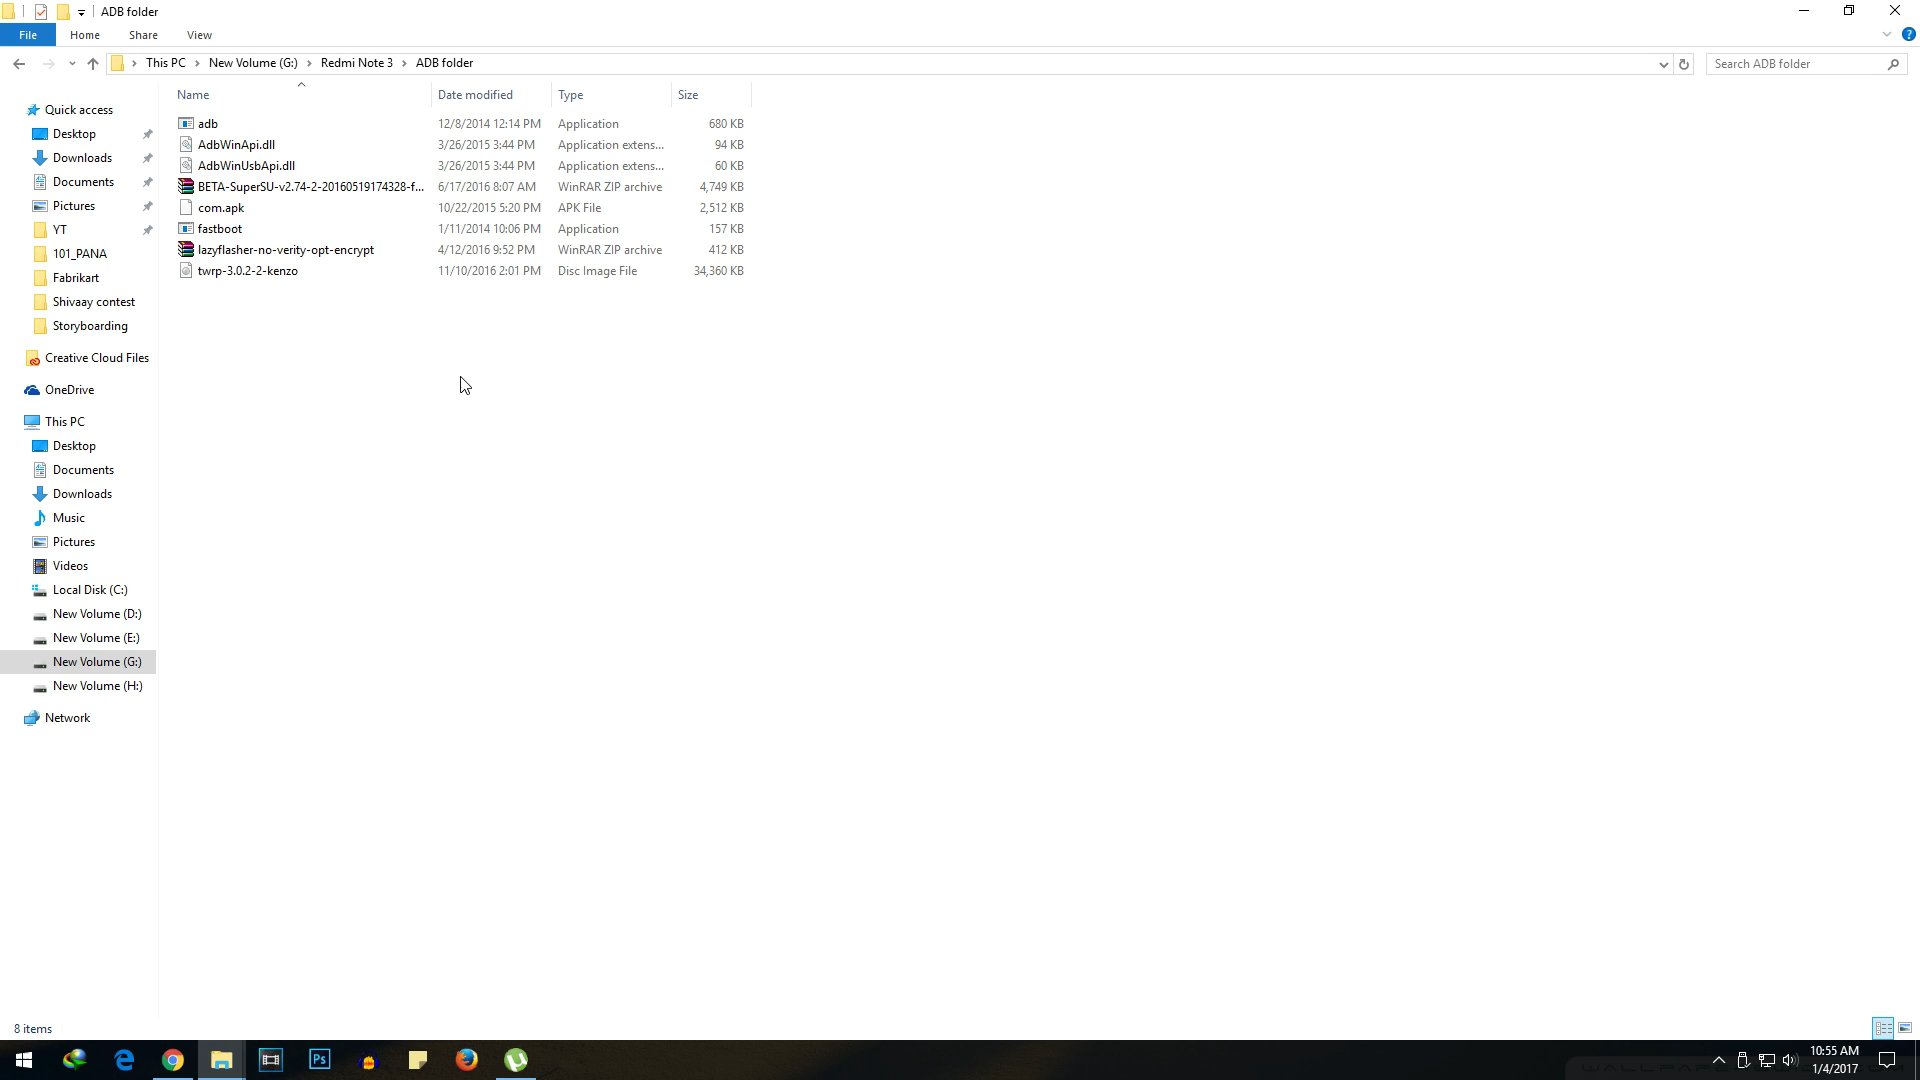 ADB folder
File Home Share View
This PC New Volume (G:) Redmi Note 3 ADB folder Search ADB folder
Name Date modified Type Size
Quick access
Desktop
Downloads
Documents
Pictures
YT
101_PANA
Fabrikart
Shivaay contest
Storyboarding
Creative Cloud Files
OneDrive
This PC
Desktop
Documents
Downloads
Music
Pictures
Videos
Local Disk (C:)
New Volume (D:)
New Volume (E:)
New Volume (G:)
New Volume (H:)
Network
adb 12/8/2014 12:14 PM Application 680 KB
AdbWinApi.dll 3/26/2015 3:44 PM Application extens... 94 KB
AdbWinUsbApi.dll 3/26/2015 3:44 PM Application extens... 60 KB
BETA-SuperSU-v2.74-2-20160519174328-f... 6/17/2016 8:07 AM WinRAR ZIP archive 4,749 KB
com.apk 10/22/2015 5:20 PM APK File 2,512 KB
fastboot 1/11/2014 10:06 PM Application 157 KB
lazyflasher-no-verity-opt-encrypt 4/12/2016 9:52 PM WinRAR ZIP archive 412 KB
twrp-3.0.2-2-kenzo 11/10/2016 2:01 PM Disc Image File 34,360 KB
8 items
Ps
10:55 AM
1/4/2017